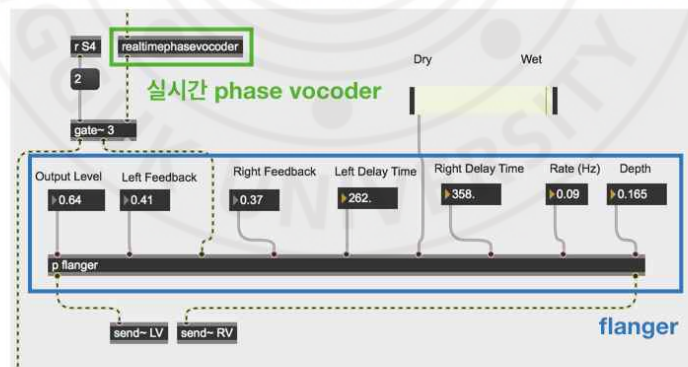 r S4
realtimephasevocoder
Dry
Wet
2
실시간 phase vocoder
gate~ 3
Output Level
Left Feedback
Right Feedback
Left Delay Time
Right Delay Time
Rate (Hz)
Depth
0.64
0.41
0.37
262.
358.
0.09
0.165
p flanger
send~ LV
send~ RV
flanger
UNIVERSITY